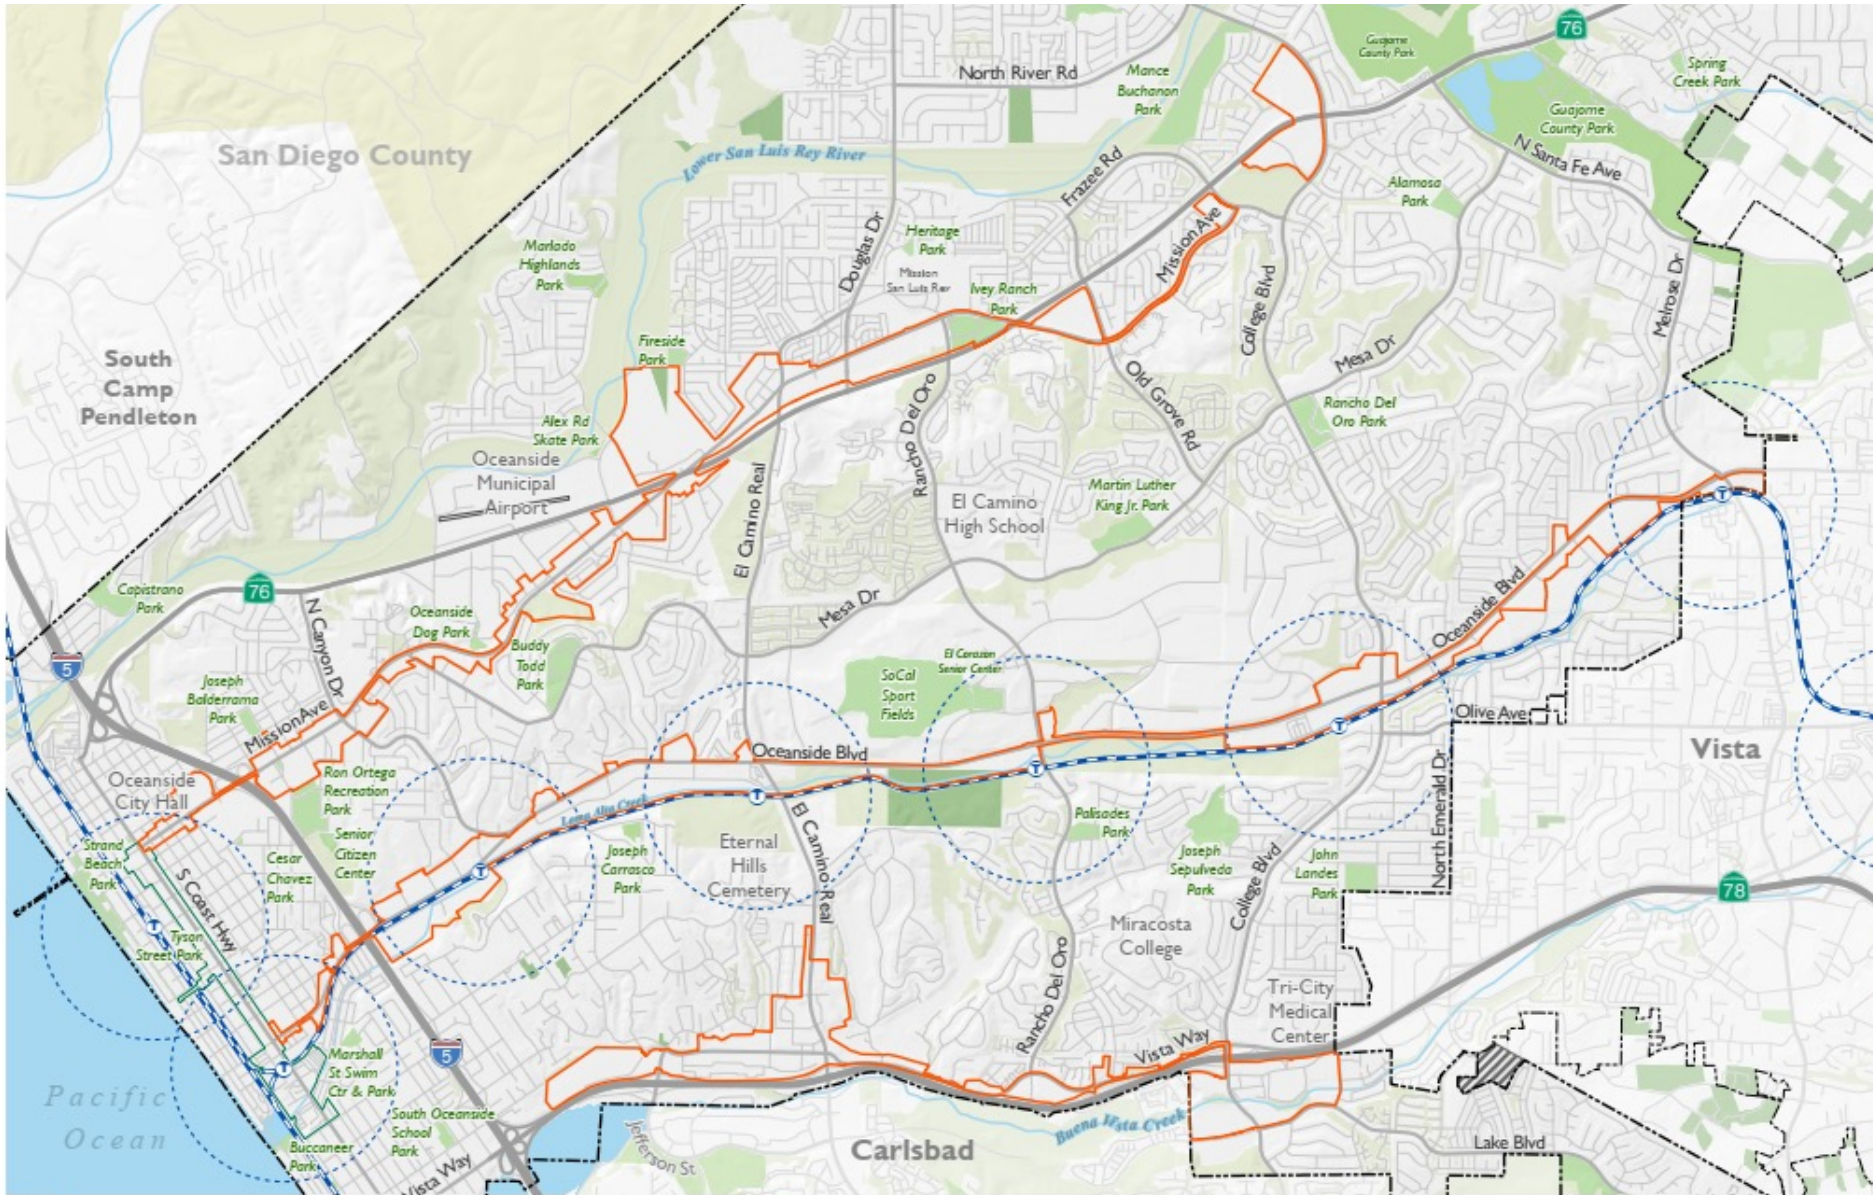 76
Guajome
County Park
Spring
Creek Park
North River Rd
Mance
Buchanon
Park
Guajome
County Park
San Diego County
Lower San Luis Rey River
Frazee Rd
N Santa Fe Ave
Alamosa
Park
Marlado
Highlands
Park
Douglas Dr
Heritage
Park
Mission
San Luis Rey
Ivey Ranch
Park
Mission Ave
College Blvd
Melrose Dr
South
Camp
Pendleton
Fireside
Park
Mesa Dr
Old Grove Rd
Rancho Del Oro
Rancho Del
Oro Park
Alex Rd
Skate Park
Oceanside
Municipal
Airport
El Camino Real
El Camino
High School
Martin Luther
King Jr. Park
T
Capistrano
Park
76
N Canyon Dr
Oceanside
Dog Park
Mesa Dr
Oceanside Blvd
5
Buddy
Todd
Park
El Corazon
Senior Center
SoCal
Sport
Fields
Joseph
Balderrama
Park
Mission Ave
Olive Ave
T
Oceanside Blvd
Vista
Oceanside
City Hall
Ron Ortega
Recreation
Park
T
T
North Emerald Dr
Loma Alta Creek
El Camino Real
Palisades
Park
Strand
Beach
Park
Senior
Citizen
Center
Cesar
Chavez
Park
T
Joseph
Carrasco
Park
Eternal
Hills
Cemetery
Joseph
Sepulveda
Park
John
Landes
Park
College Blvd
78
S Coast Hwy
T
Tyson
Street Park
Miracosta
College
Rancho Del Oro
Tri-City
Medical
Center
5
Vista Way
T
Marshall
St Swim
Ctr & Park
Pacific
Ocean
South Oceanside
School
Park
Buccaneer
Park
Vista Way
Jefferson St
Carlsbad
Buena Vista Creek
Lake Blvd